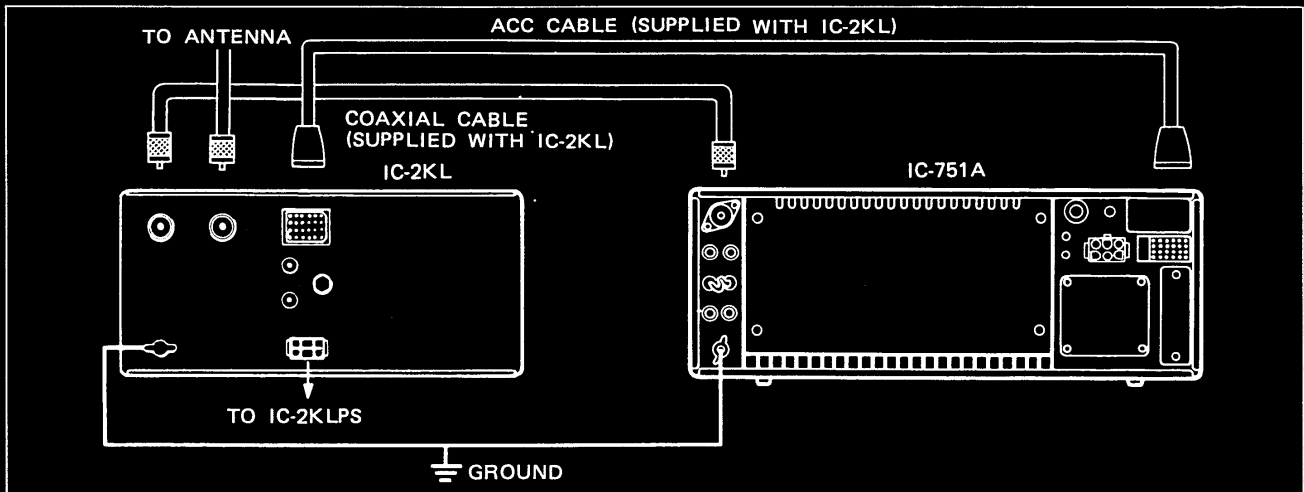 ACC CABLE (SUPPLIED WITH IC-2KL)
TO ANTENNA
COAXIAL CABLE
(SUPPLIED WITH IC-2KL)
IC-2KL
IC-751A
TO IC-2KLPS
GROUND